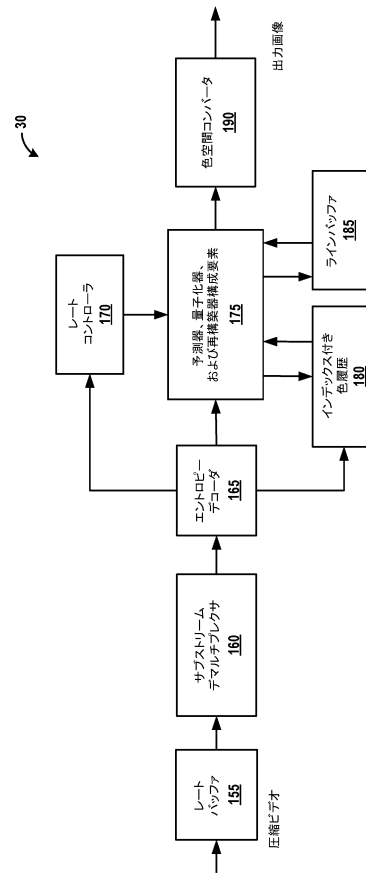 30
圧縮ビデオ
レート
バッファ
155
サブストリーム
デマルチプレクサ
160
エントロピー
デコーダ
165
レート
コントローラ
170
予測器、量子化器、
および再構築器構成要素
175
インデックス付き
色履歴
180
ラインバッファ
185
色空間コンバータ
190
出力画像